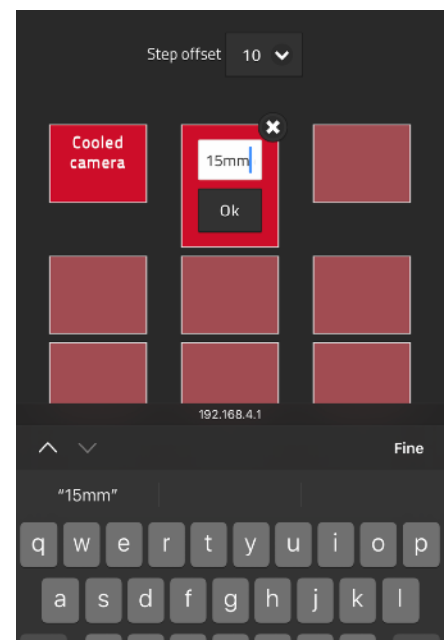 Step offset 10
Cooled
camera
15mm
Ok
192.168.4.1
Fine
"15mm"
q w e r t y u i o p
a s d f g h j k l